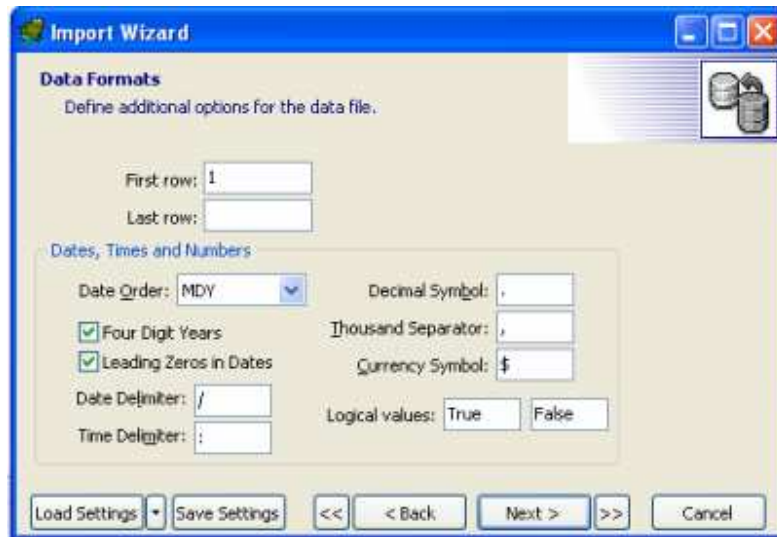 Import Wizard
Data Formats
Define additional options for the data file.
First row: 1
Last row:
Dates, Times and Numbers
Date Order: MDY
Decimal Symbol: .
Four Digit Years
Thousand Separator: ,
Leading Zeros in Dates
Currency Symbol: $
Date Delimiter: /
Logical values: True False
Time Delimiter: :
Load Settings Save Settings << < Back Next > >> Cancel